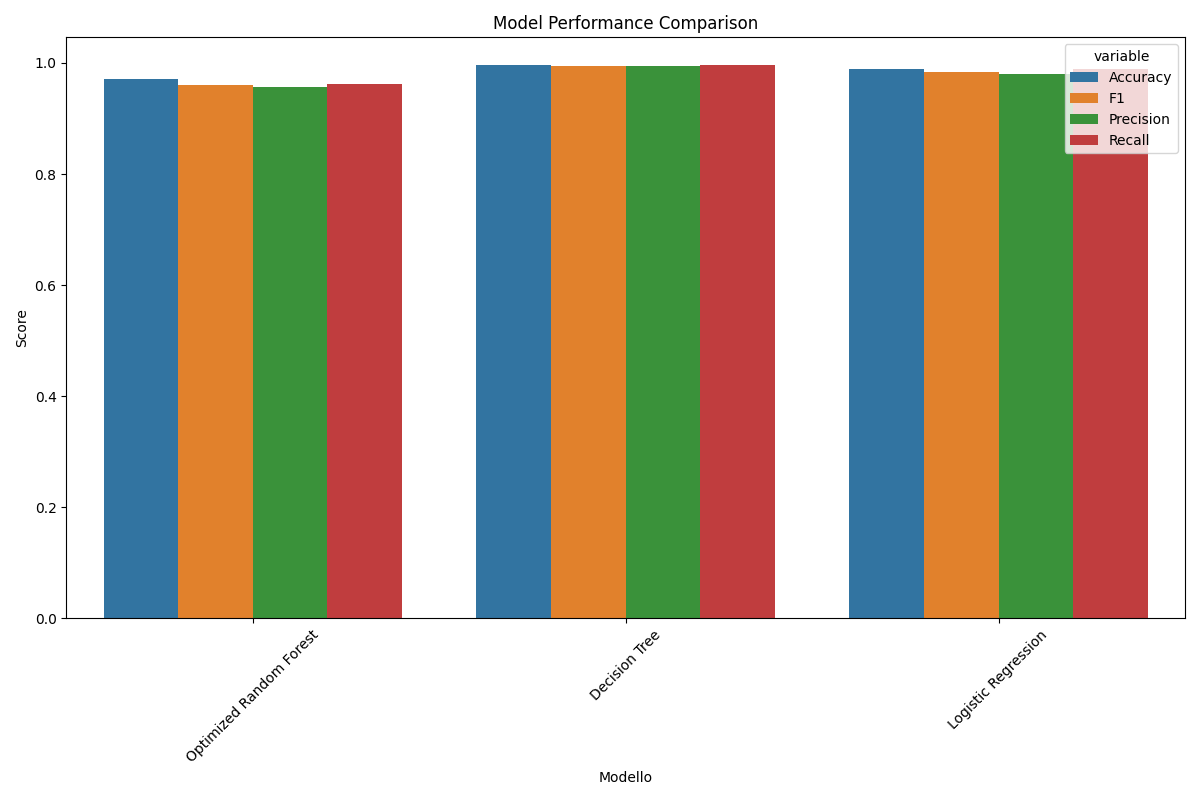 Model Performance Comparison
variable
Accuracy
F1
Precision
Recall
Score
1.0
0.8
0.6
0.4
0.2
0.0
Optimized Random Forest
Decision Tree
Logistic Regression
Modello